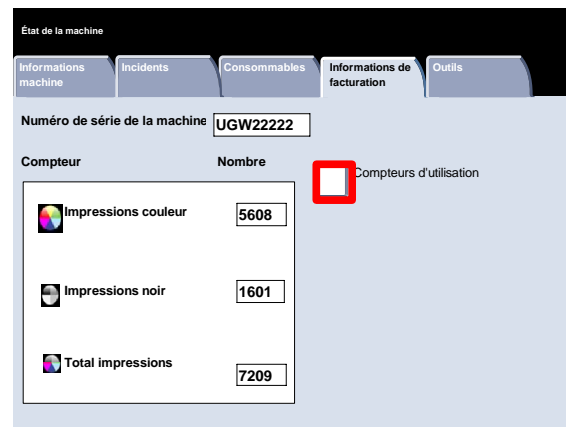 État de la machine
Informations machine
Incidents
Consommables
Informations de facturation
Outils
Numéro de série de la machine UGW22222
Compteur Nombre
Compteurs d'utilisation
Impressions couleur 5608
Impressions noir 1601
Total impressions 7209